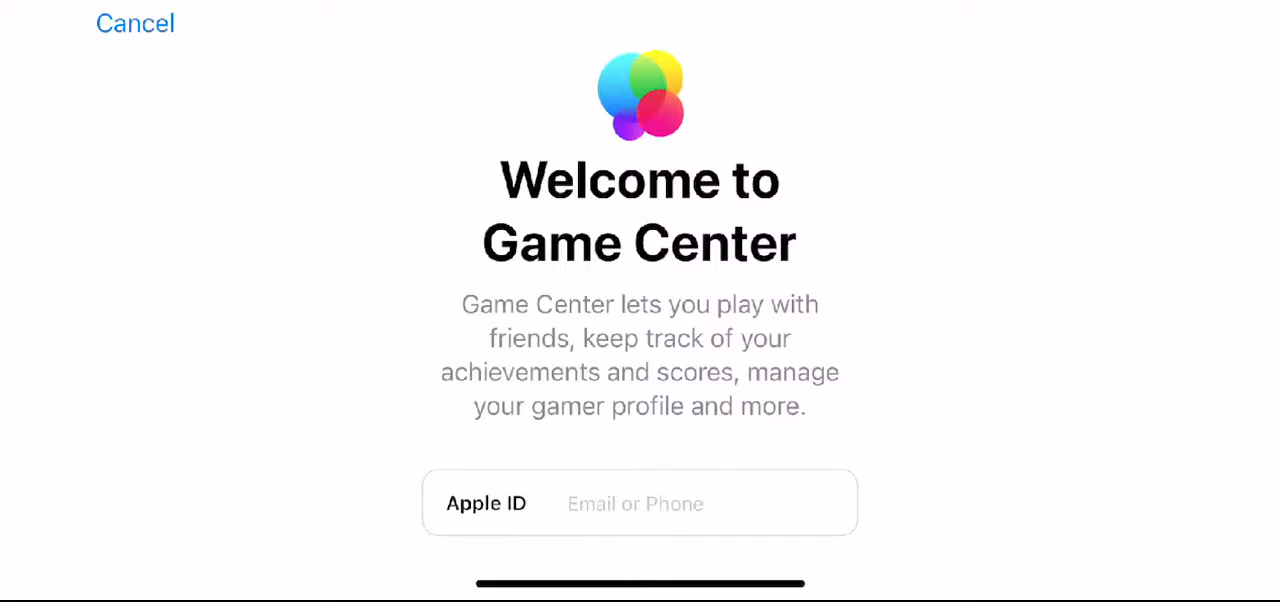 Cancel
Welcome to
Game Center
Game Center lets you play with
friends, keep track of your
achievements and scores, manage
your gamer profile and more.
Apple ID Email or Phone